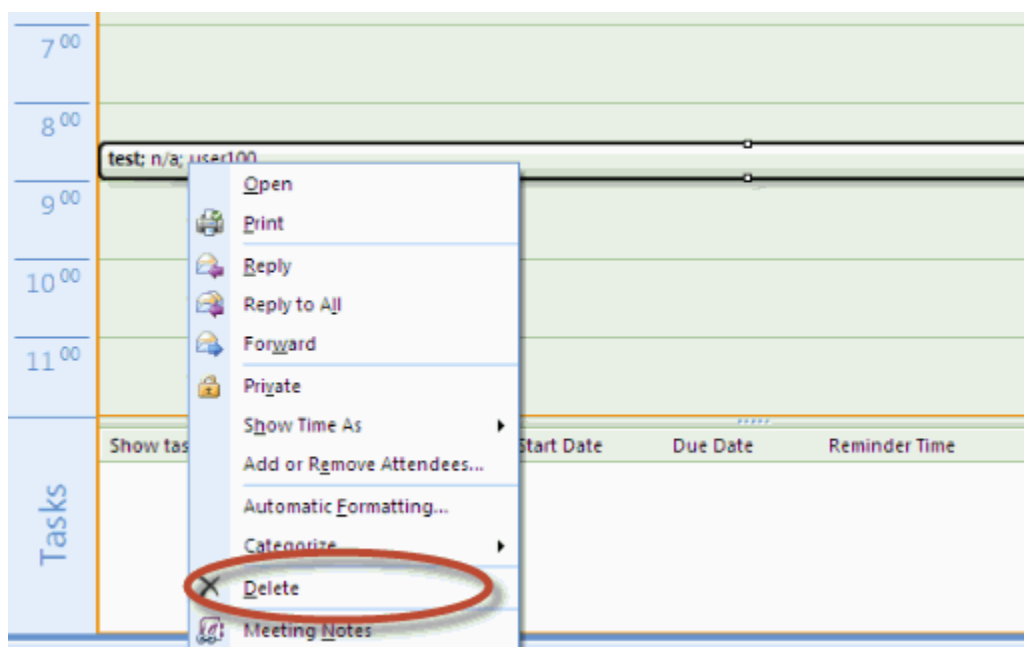 7 00
8 00
test; n/a; user100
Open
9 00
Print
Reply
10 00
Reply to All
Forward
11 00
Private
Show Time As
Show tas Start Date Due Date Reminder Time
Add or Remove Attendees...
Automatic Formatting...
Tasks
Categorize
Delete
Meeting Notes